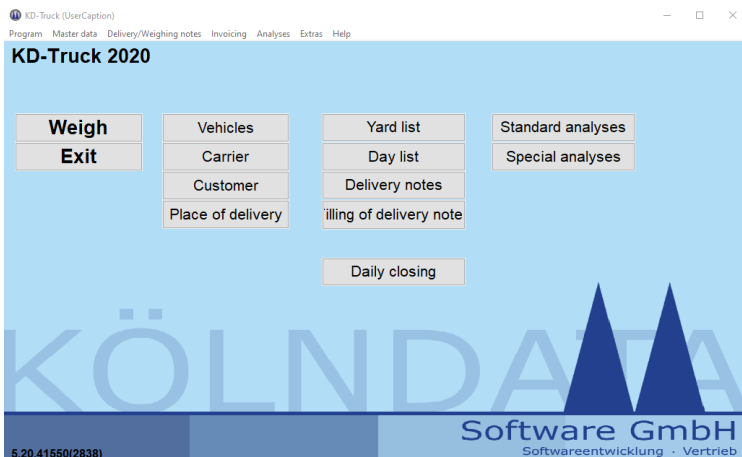 KD-Truck (UserCaption)
Program Master data Delivery/Weighing notes Invoicing Analyses Extras Help
KD-Truck 2020
Weigh
Vehicles
Yard list
Standard analyses
Exit
Carrier
Day list
Special analyses
Customer
Delivery notes
Place of delivery
illing of delivery note
Daily closing
KÖLNDATA
Software GmbH
Softwareentwicklung · Vertrieb
5.20.41550(2838)